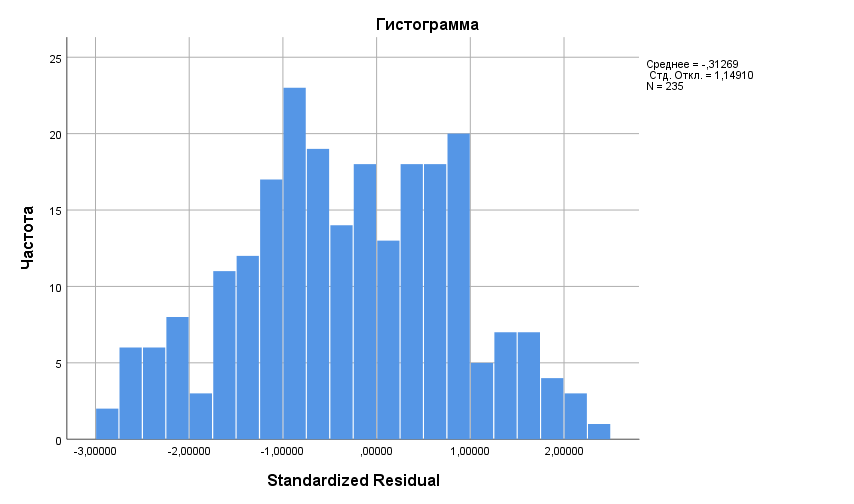 Гистограмма
Среднее = -,31269
Стд. Откл. = 1,14910
N = 235
Частота
25
20
15
10
5
0
-3,00000 -2,00000 -1,00000 ,00000 1,00000 2,00000
Standardized Residual